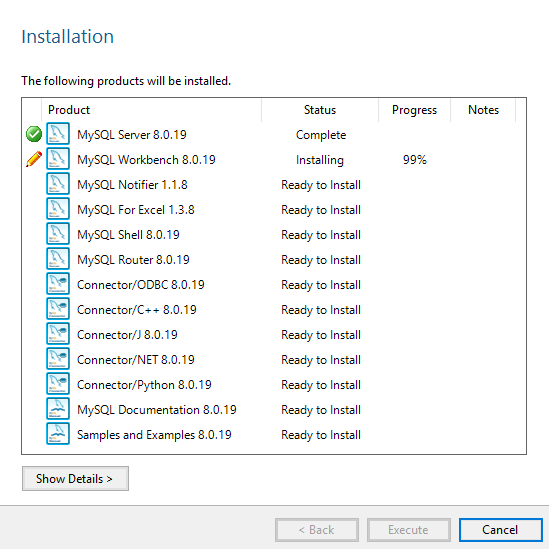 Installation
The following products will be installed.
Product Status Progress Notes
MySQL Server 8.0.19 Complete
MySQL Workbench 8.0.19 Installing 99%
MySQL Notifier 1.1.8 Ready to Install
MySQL For Excel 1.3.8 Ready to Install
MySQL Shell 8.0.19 Ready to Install
MySQL Router 8.0.19 Ready to Install
Connector/ODBC 8.0.19 Ready to Install
Connector/C++ 8.0.19 Ready to Install
Connector/J 8.0.19 Ready to Install
Connector/NET 8.0.19 Ready to Install
Connector/Python 8.0.19 Ready to Install
MySQL Documentation 8.0.19 Ready to Install
Samples and Examples 8.0.19 Ready to Install
Show Details >
< Back Execute Cancel